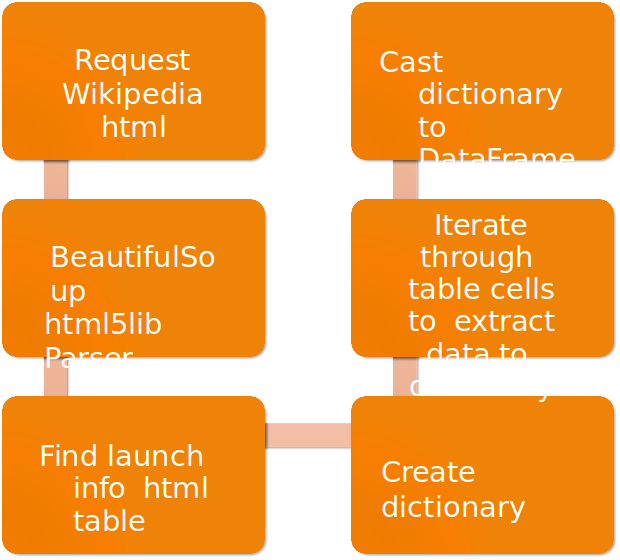 Request
Wikipedia
html
BeautifulSo
up
html5lib
Parser
Find launch
info html
table
Create
dictionary
Iterate
through
table cells
to extract
data to
Cast
dictionary
to
DataFrame